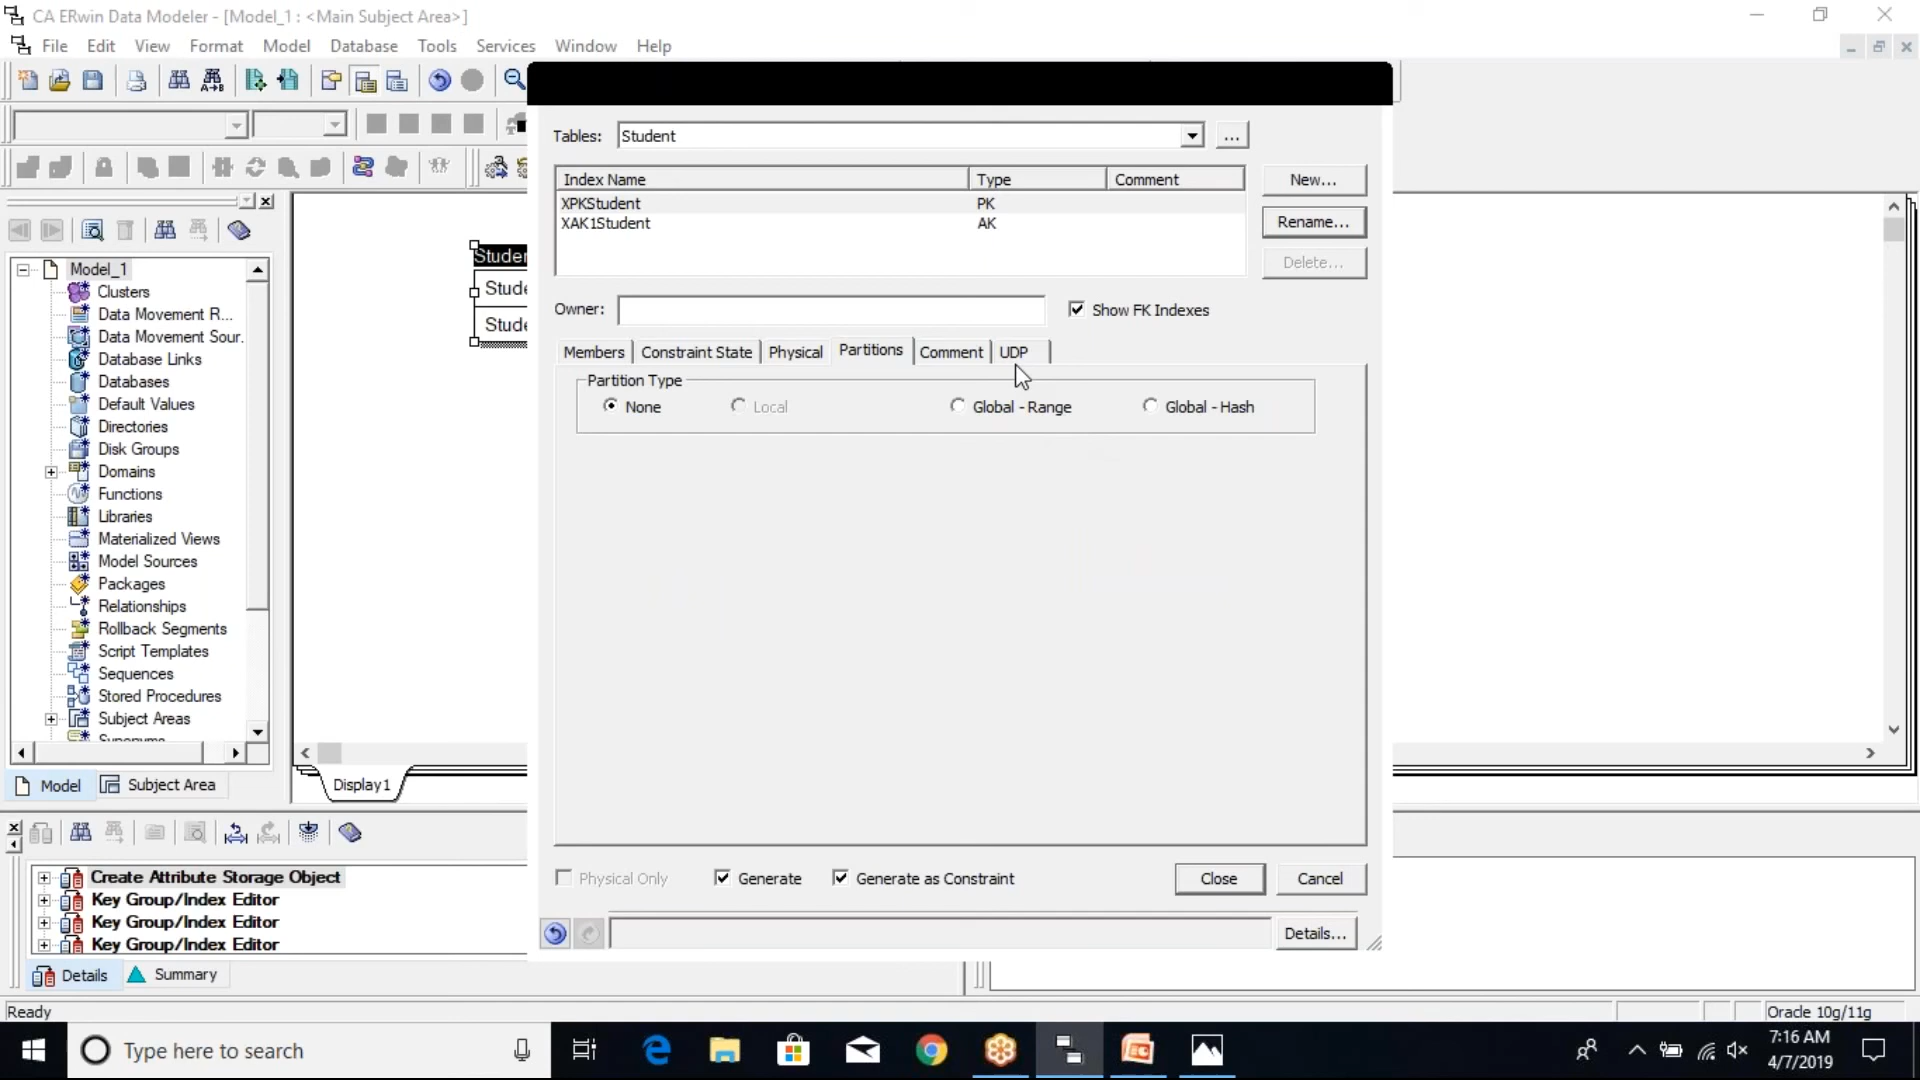 CA ERwin Data Modeler - [Model_1 : <Main Subject Area>]
File Edit View Format Model Database Tools Services Window Help
Tables: Student ...
Index Name Type Comment
XPKStudent PK
XAK1Student AK
New...
Rename...
Delete...
Owner: Show FK Indexes
Members Constraint State Physical Partitions Comment UDP
Partition Type
None Local Global - Range Global - Hash
Physical Only Generate Generate as Constraint Close Cancel
Details...
Model_1
Clusters
Data Movement R...
Data Movement Sour.
Database Links
Databases
Default Values
Directories
Disk Groups
Domains
Functions
Libraries
Materialized Views
Model Sources
Packages
Relationships
Rollback Segments
Script Templates
Sequences
Stored Procedures
Subject Areas
Model Subject Area
Studen
Stude
Stude
Display1
Create Attribute Storage Object
Key Group/Index Editor
Key Group/Index Editor
Key Group/Index Editor
Details Summary
Ready Oracle 10g/11g
Type here to search
7:16 AM
4/7/2019